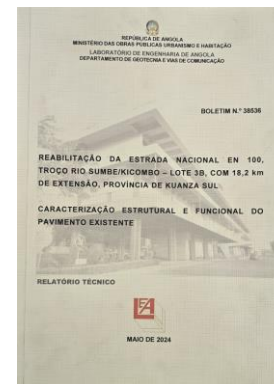 REPÚBLICA DE ANGOLA
MINISTÉRIO DAS OBRAS PÚBLICAS URBANISMO E HABITAÇÃO
LABORATÓRIO DE ENGENHARIA DE ANGOLA
DEPARTAMENTO DE GEOTECNIA E VIAS DE COMUNICAÇÃO
BOLETIM N.º 38536
REABILITAÇÃO DA ESTRADA NACIONAL EN 100,
TROÇO RIO SUMBE/KICOMBO – LOTE 3B, COM 18,2 km
DE EXTENSÃO, PROVÍNCIA DE KUANZA SUL
CARACTERIZAÇÃO ESTRUTURAL E FUNCIONAL DO
PAVIMENTO EXISTENTE
RELATÓRIO TÉCNICO
MAIO DE 2024